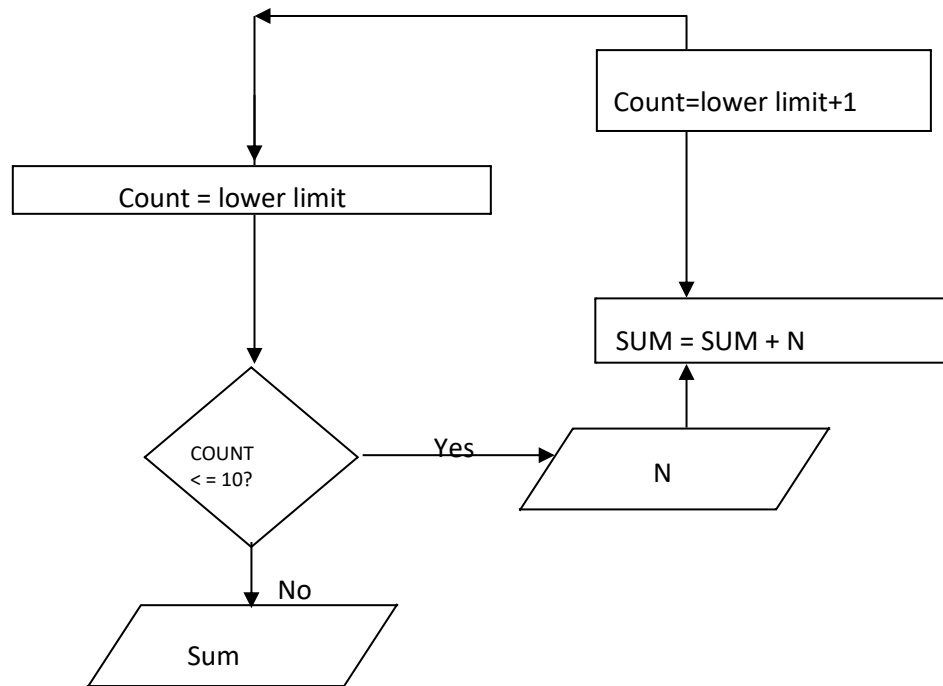 Count=lower limit+1
Count = lower limit
SUM = SUM + N
COUNT
< = 10?
Yes
N
No
Sum